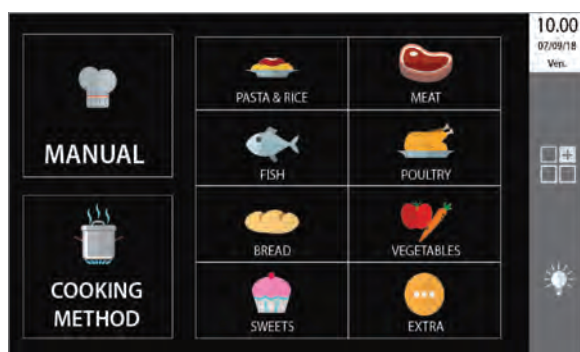 10.00
07/09/18
Ven.
MANUAL
COOKING
METHOD
PASTA & RICE
MEAT
FISH
POULTRY
BREAD
VEGETABLES
SWEETS
EXTRA